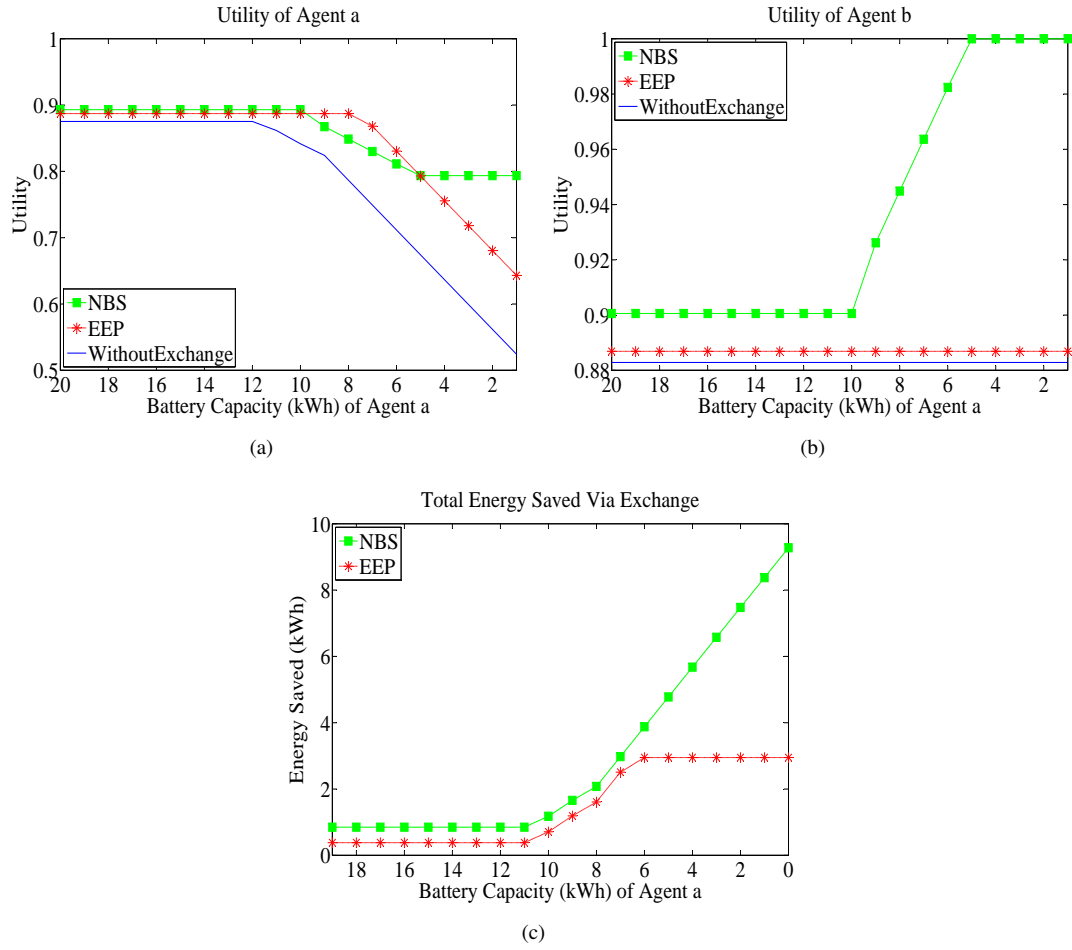 Utility of Agent a
1
0.9
0.8
0.7
0.6
0.5
Utility
NBS
EEP
WithoutExchange
20 18 16 14 12 10 8 6 4 2
Battery Capacity (kWh) of Agent a
(a)
Utility of Agent b
1
0.98
0.96
0.94
0.92
0.9
0.88
Utility
NBS
EEP
WithoutExchange
20 18 16 14 12 10 8 6 4 2
Battery Capacity (kWh) of Agent a
(b)
Total Energy Saved Via Exchange
10
8
6
4
2
0
Energy Saved (kWh)
NBS
EEP
18 16 14 12 10 8 6 4 2 0
Battery Capacity (kWh) of Agent a
(c)